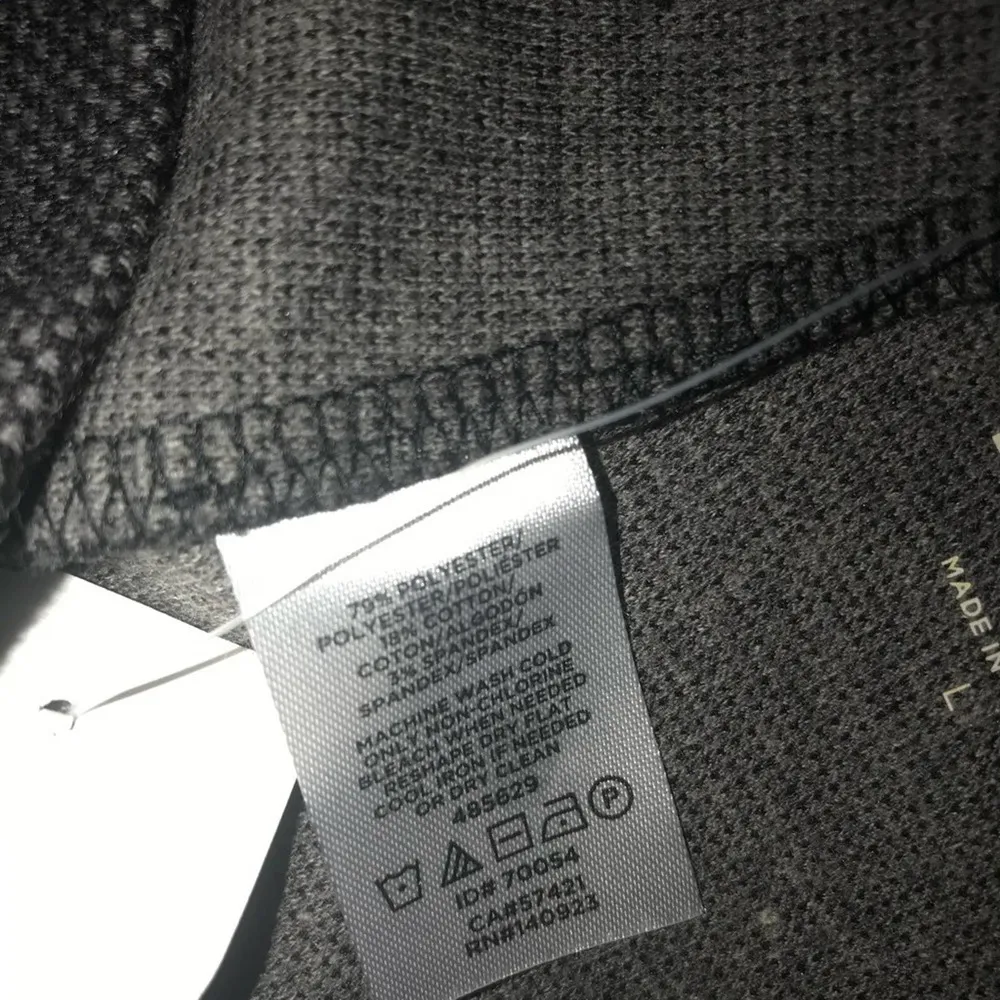 79% POLYESTER/
POLYESTER/POLIESTER
18% COTTON/
COTON/ALGODÓN
3% SPANDEX/
SPANDEX/SPANDEX
MACHINE WASH COLD
ONLY NON-CHLORINE
BLEACH WHEN NEEDED
RESHAPE DRY FLAT
COOL IRON IF NEEDED
OR DRY CLEAN
485629
P
ID# 70054
CA#57421
RN#140923
MADE IN
L